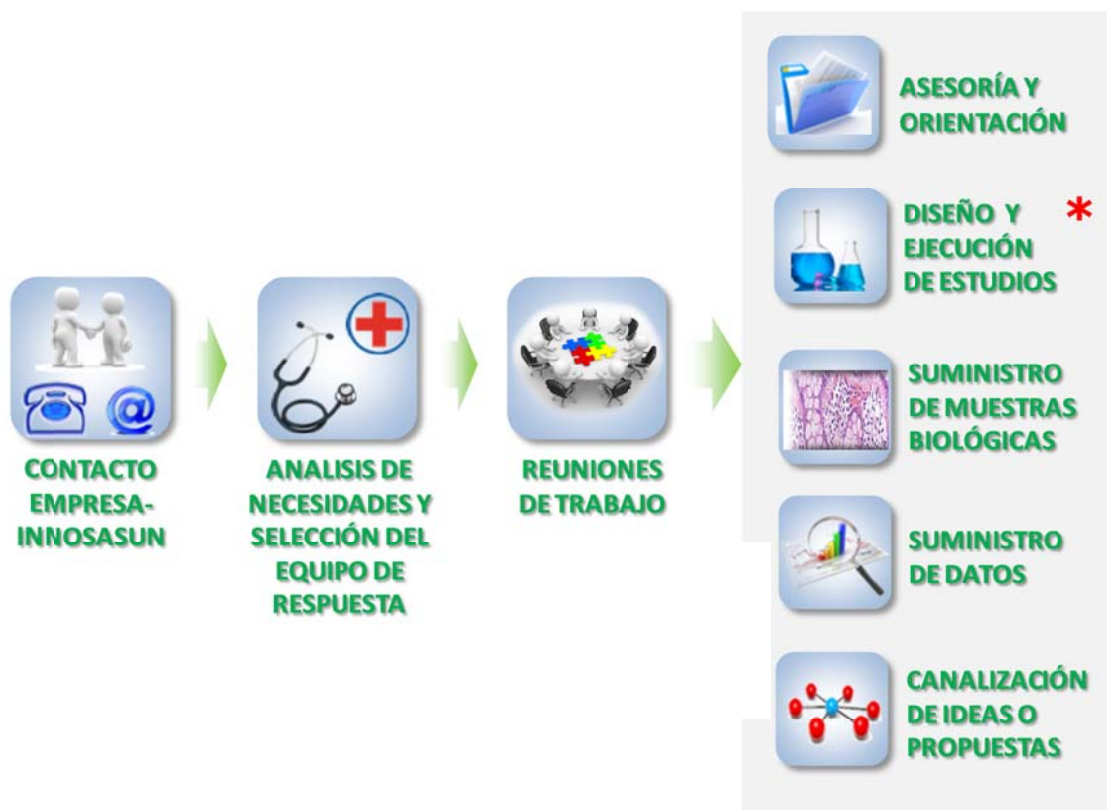 CONTACTO
EMPRESA-
INNOSASUN
ANALISIS DE
NECESIDADES Y
SELECCIÓN DEL
EQUIPO DE
RESPUESTA
REUNIONES
DE TRABAJO
ASESORÍA Y
ORIENTACIÓN
DISEÑO Y *
EJECUCIÓN
DE ESTUDIOS
SUMINISTRO
DE MUESTRAS
BIOLÓGICAS
SUMINISTRO
DE DATOS
CANALIZACIÓN
DE IDEAS O
PROPUESTAS